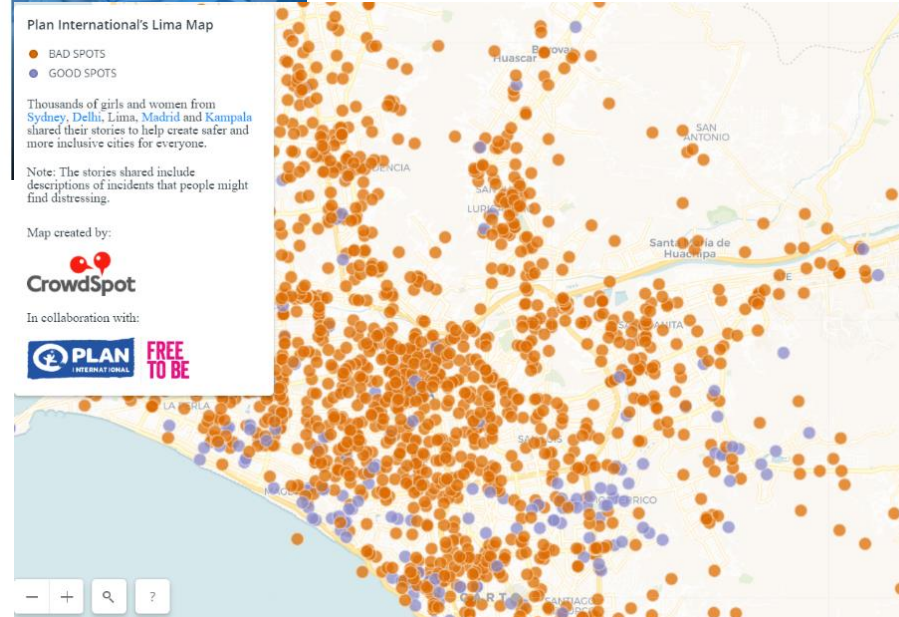 Plan International's Lima Map
BAD SPOTS
GOOD SPOTS
Thousands of girls and women from
Sydney, Delhi, Lima, Madrid and Kampala
shared their stories to help create safer and
more inclusive cities for everyone.
Note: The stories shared include
descriptions of incidents that people might
find distressing.
Map created by:
CrowdSpot
In collaboration with:
PLAN
INTERNATIONAL
FREE
TO BE
Huascar
SAN
ANTONIO
Santa María de
Huachipa
CARTO
SANTIAGO